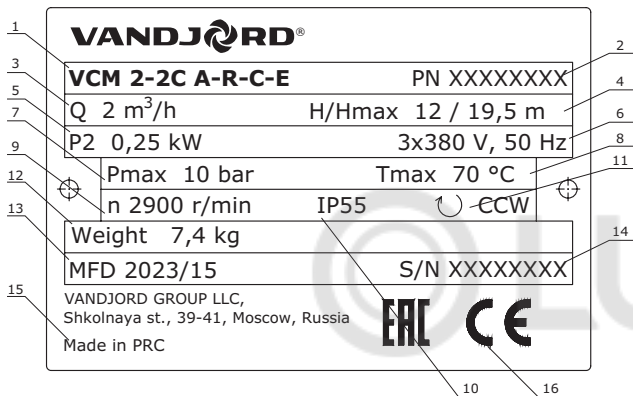 VANDJORD®
1
2
VCM 2-2C A-R-C-E PN XXXXXXXX
3
4
Q 2 m³/h H/Hmax 12 / 19,5 m
5
6
P2 0,25 kW 3x380 V, 50 Hz
7
8
Pmax 10 bar Tmax 70 °C
9
11
n 2900 r/min IP55 CCW
12
Weight 7,4 kg
13
14
MFD 2023/15 S/N XXXXXXXX
15
VANDJORD GROUP LLC,
Shkolnaya st., 39-41, Moscow, Russia
Made in PRC
EAC CE
10
16
LU